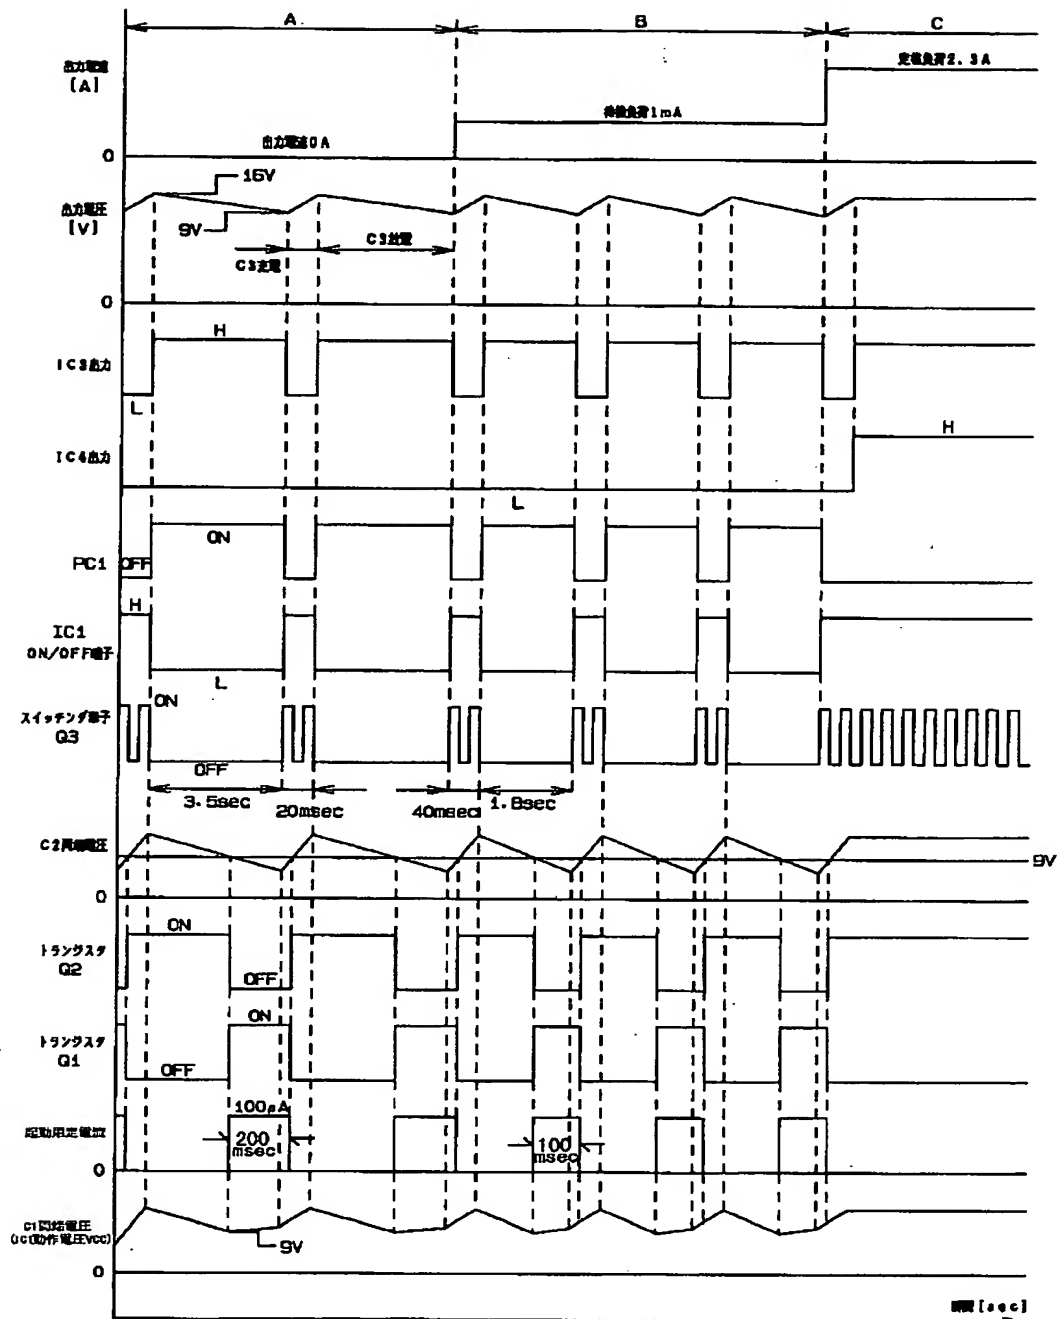 A B C
出力電流
[A]
定格負荷2.3A
待機負荷1mA
出力電流0A
0
16V
出力電圧
[V]
9V
C3充電
C3放電
0
H
IC3出力
L
H
IC4出力
L
ON
PC1
OFF
H
IC1
ON/OFF端子
L
ON
スイッチング素子
Q3
OFF
3.5sec
20msec
40msec
1.8sec
C2両端電圧
9V
0
ON
トランジスタ
Q2
OFF
ON
トランジスタ
Q1
OFF
100μA
起動用定電流
200
msec
100
msec
0
C1両端電圧
(IC1動作電圧VCC)
9V
0
時間[sec]